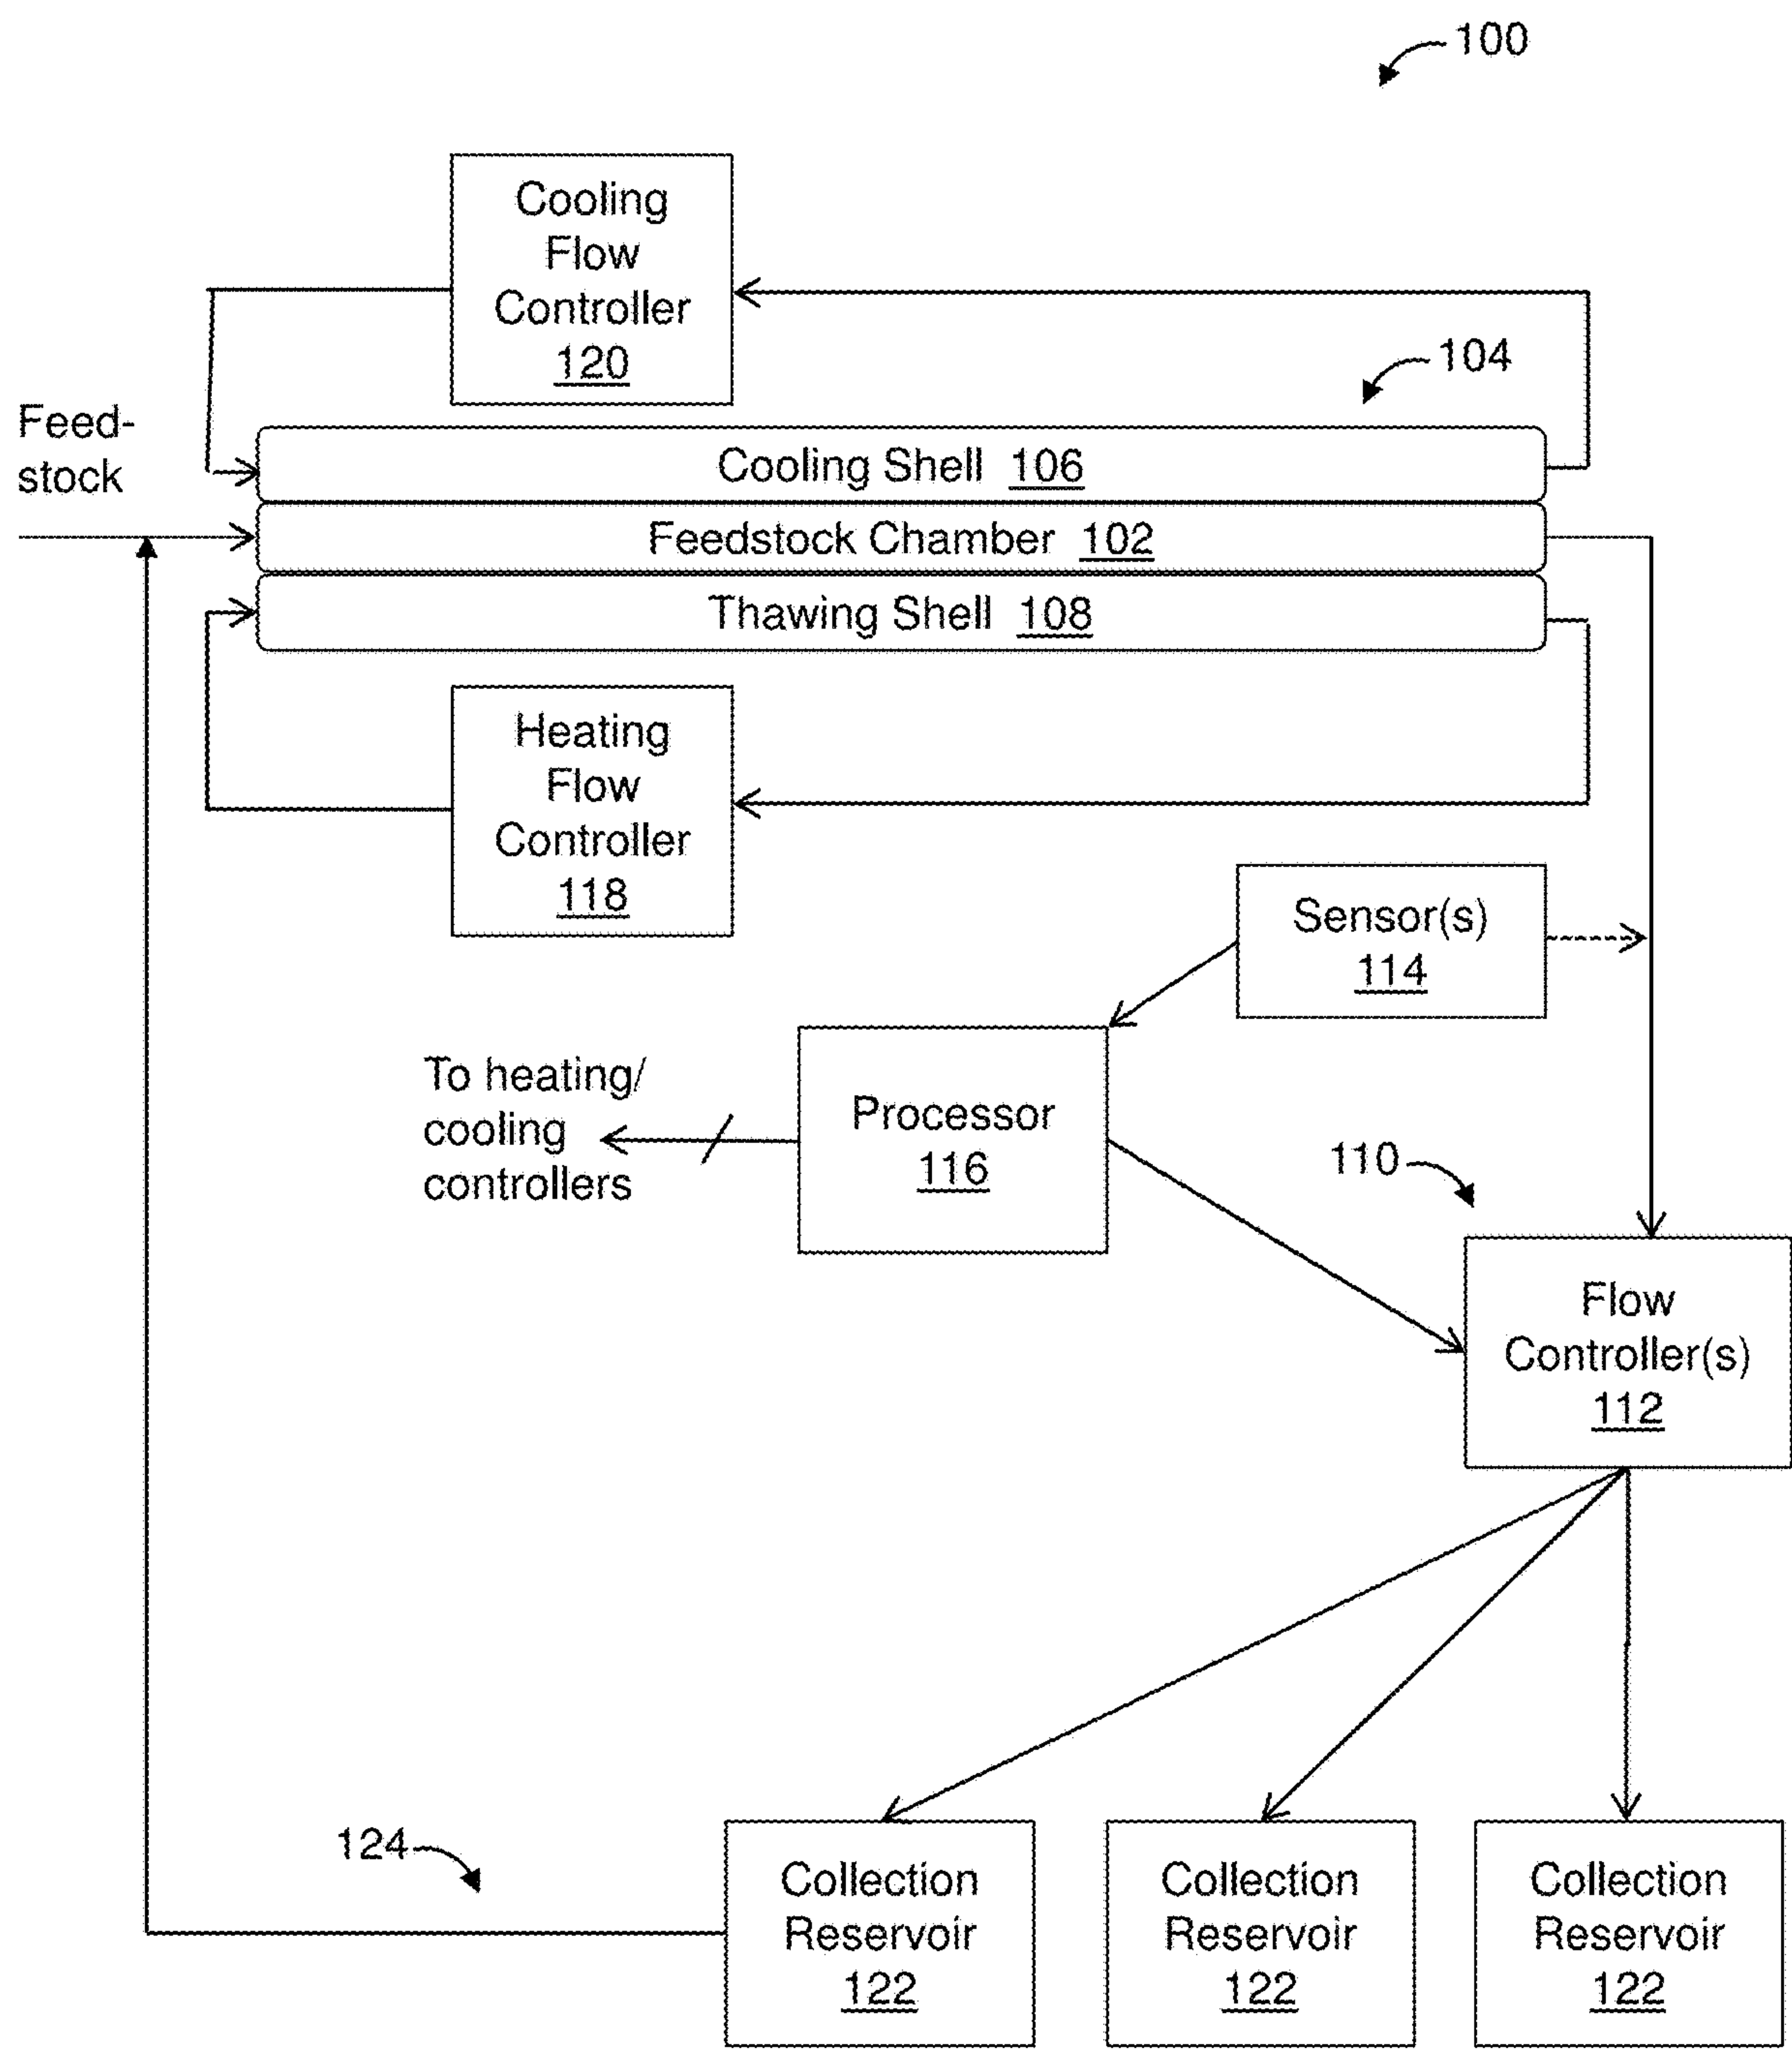 100
Cooling
Flow
Controller
120
104
Feed-
stock
Cooling Shell 106
Feedstock Chamber 102
Thawing Shell 108
Heating
Flow
Controller
118
Sensor(s)
114
To heating/
cooling
controllers
Processor
116
110
Flow
Controller(s)
112
124
Collection
Reservoir
122
Collection
Reservoir
122
Collection
Reservoir
122